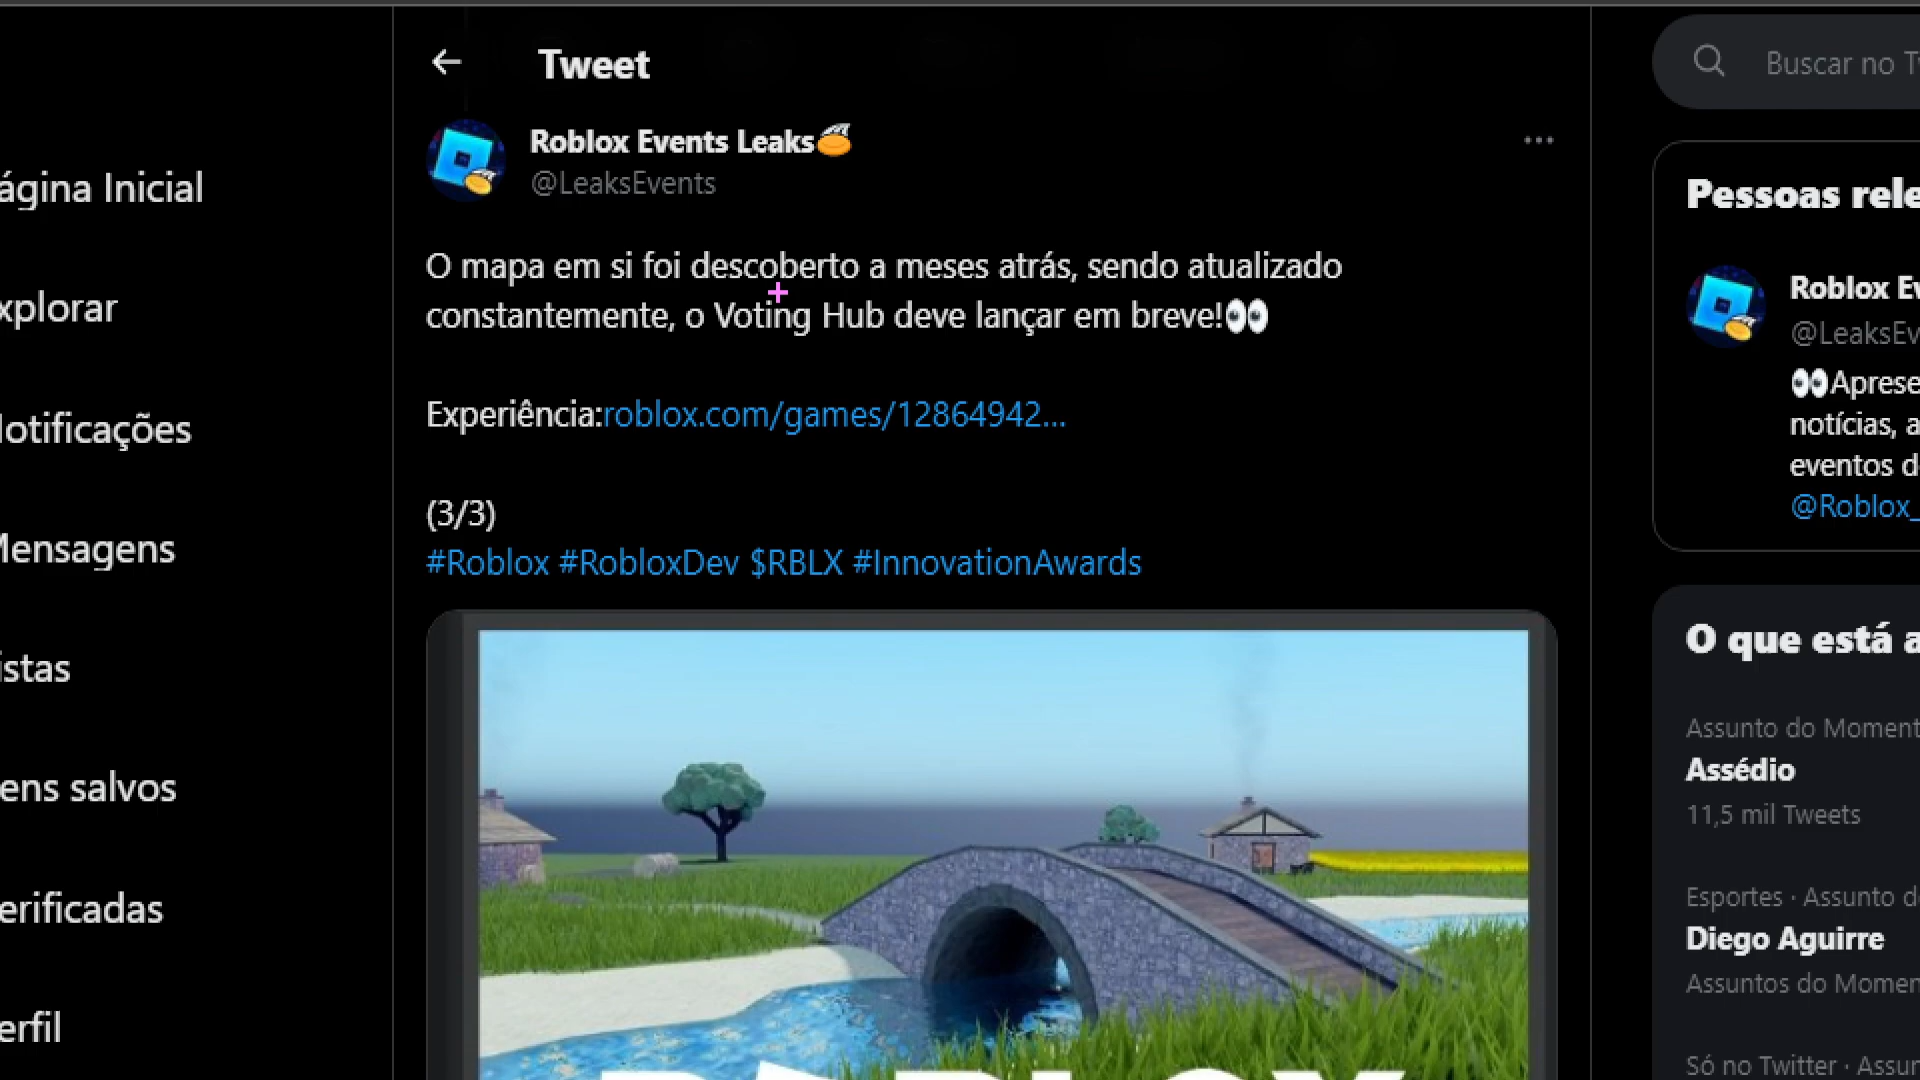 Tweet
Buscar no
Roblox Events Leaks
@LeaksEvents
O mapa em si foi descoberto a meses atrás, sendo atualizado
constantemente, o Voting Hub deve lançar em breve!👀
Experiência:roblox.com/games/12864942...
(3/3)
#Roblox #RobloxDev $RBLX #InnovationAwards
ágina Inicial
xplorar
lotificações
Mensagens
istas
ens salvos
erificadas
erfil
Pessoas rele
Roblox Ev
@LeaksEv
👀Aprese
notícias, a
eventos d
@Roblox_
O que está a
Assunto do Moment
Assédio
11,5 mil Tweets
Esportes · Assunto d
Diego Aguirre
Assuntos do Momen
Só no Twitter · Assun